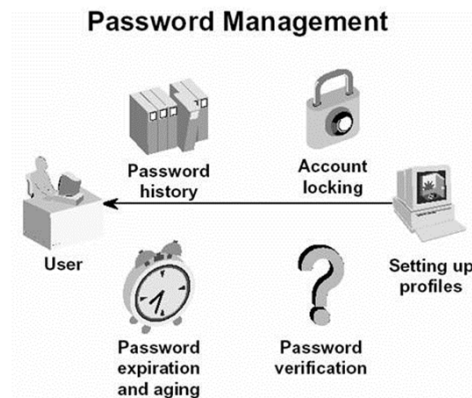 Password Management
Password
history
Account
locking
User
Setting up
profiles
Password
expiration
and aging
Password
verification